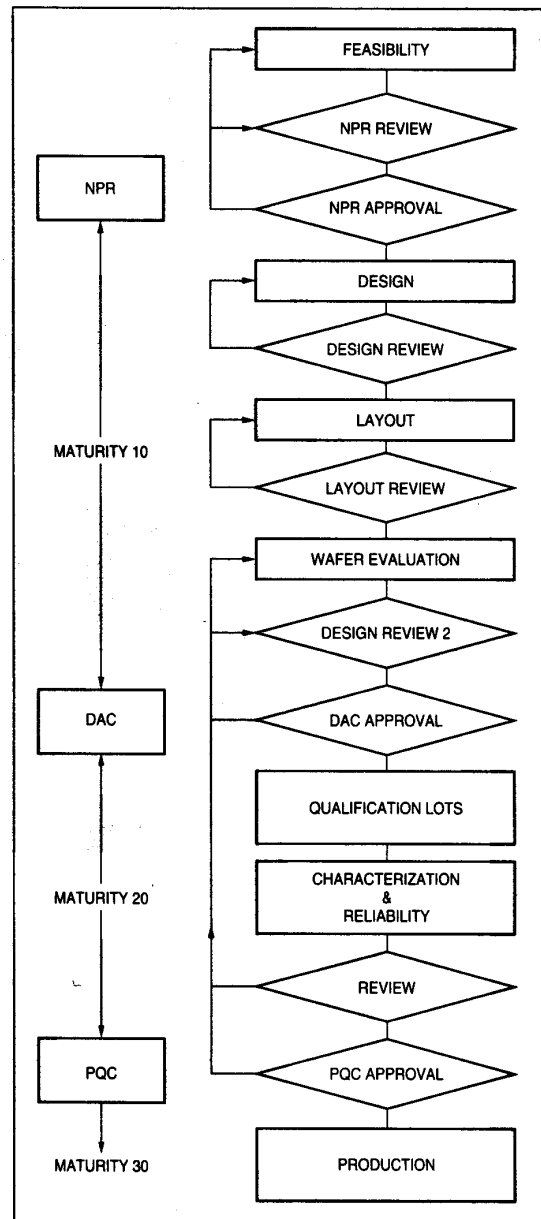 FEASIBILITY
NPR REVIEW
NPR
NPR APPROVAL
DESIGN
DESIGN REVIEW
LAYOUT
MATURITY 10
LAYOUT REVIEW
WAFER EVALUATION
DESIGN REVIEW 2
DAC
DAC APPROVAL
QUALIFICATION LOTS
CHARACTERIZATION
&
RELIABILITY
MATURITY 20
REVIEW
PQC
PQC APPROVAL
MATURITY 30
PRODUCTION